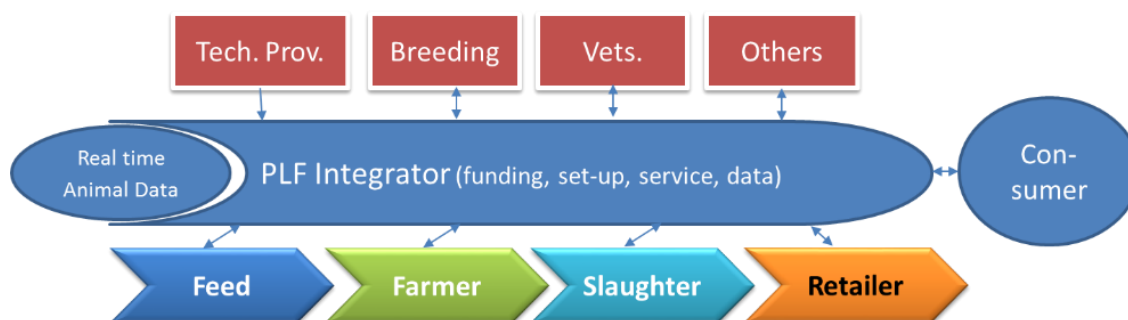 Tech. Prov.
Breeding
Vets.
Others
Real time
Animal Data
PLF Integrator (funding, set-up, service, data)
Con-
sumer
Feed
Farmer
Slaughter
Retailer